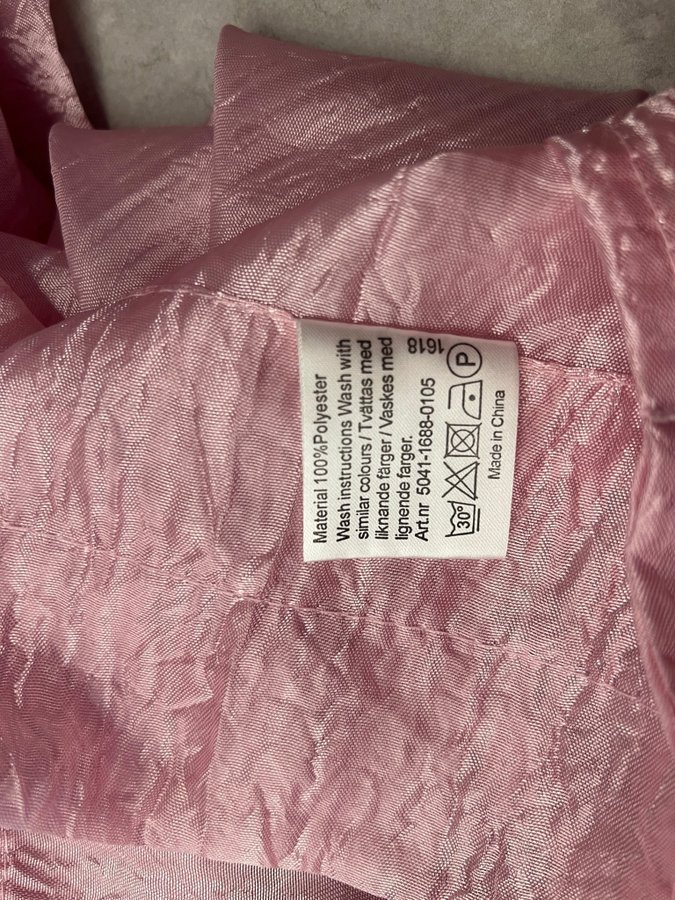 Material 100%Polyester
Wash instructions Wash with
similar colours / Tvättas med
liknande färger / Vaskes med
lignende farger.
Art.nr 5041-1688-0105
1618
30°
P
Made in China